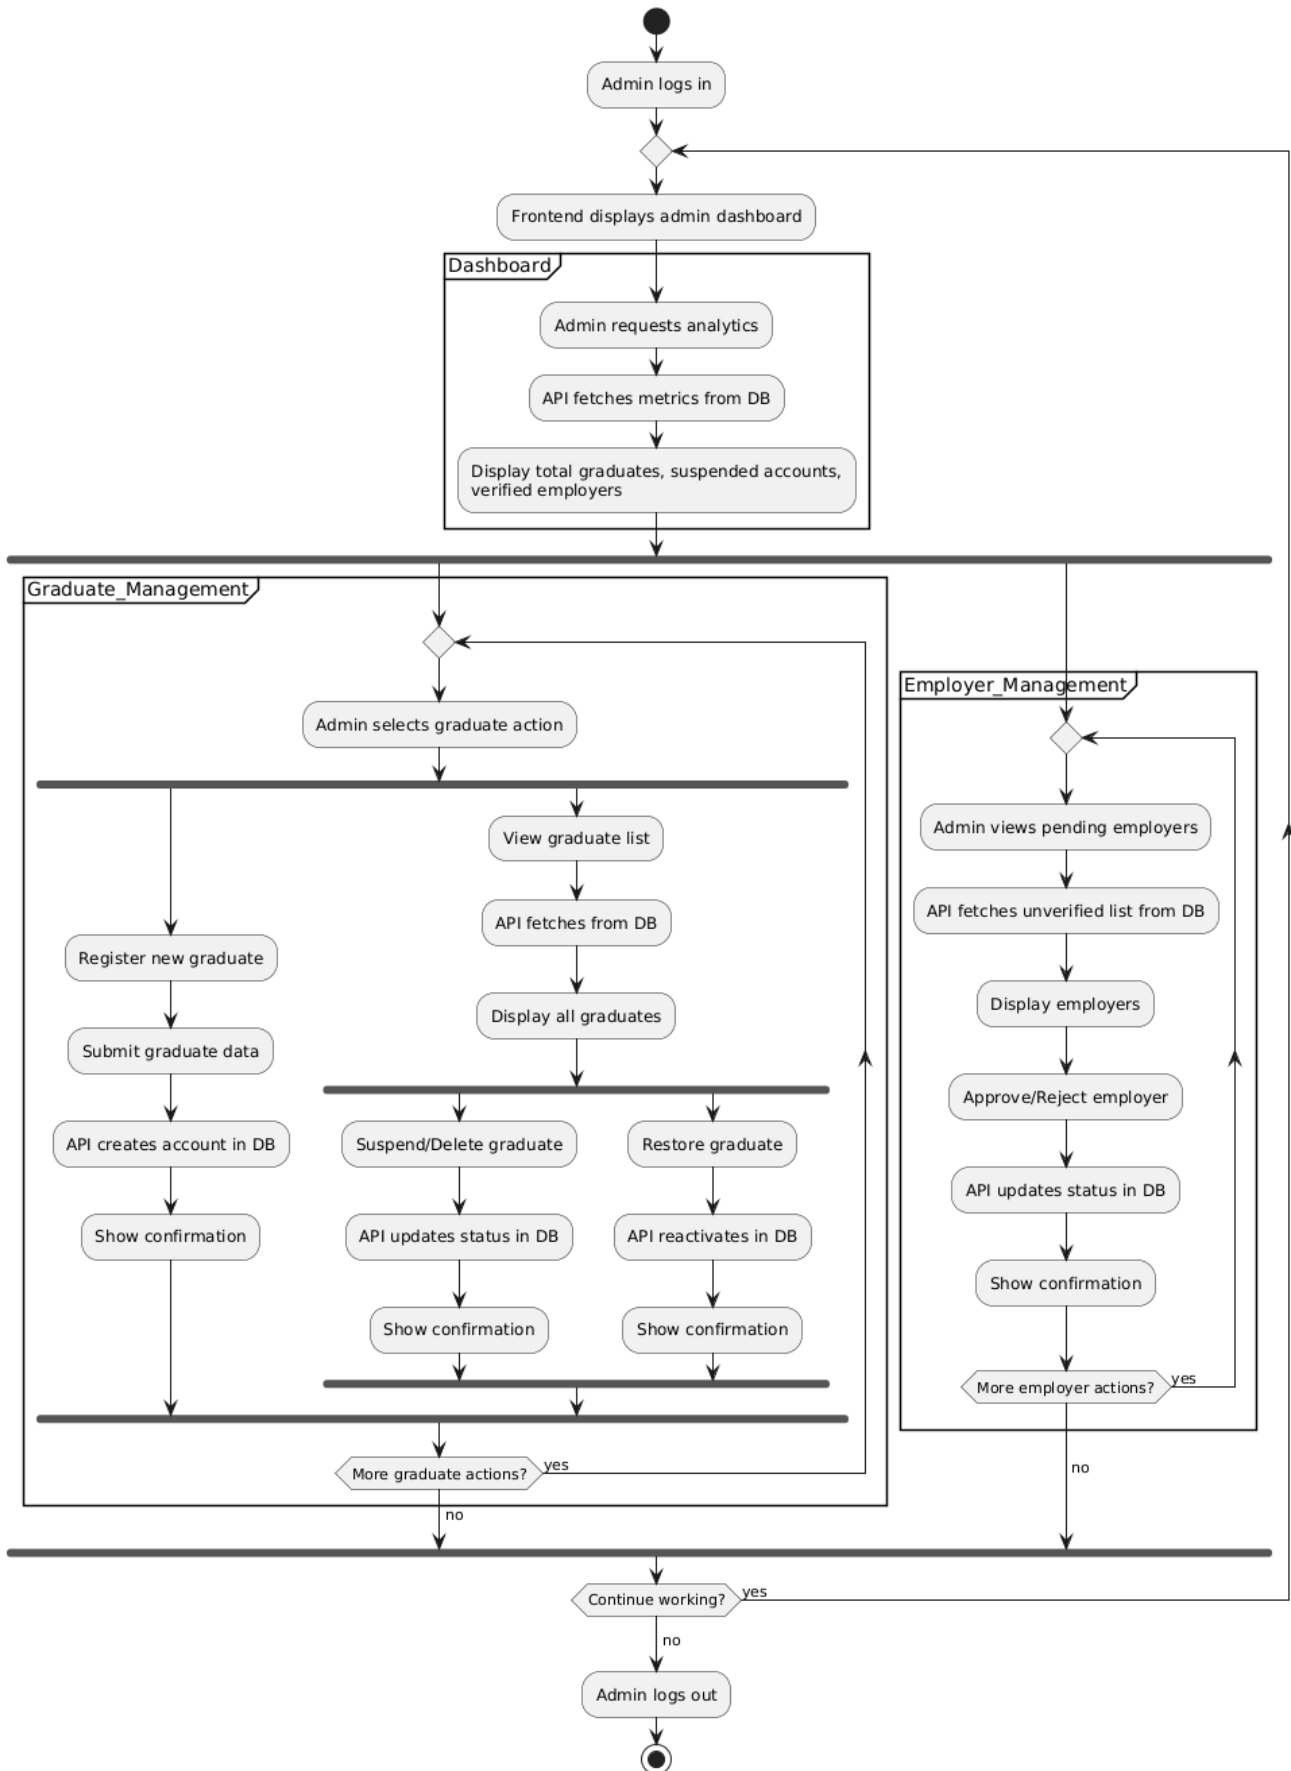 Admin logs in
Frontend displays admin dashboard
Dashboard
Admin requests analytics
API fetches metrics from DB
Display total graduates, suspended accounts,
verified employers
Graduate_Management
Admin selects graduate action
Register new graduate
Submit graduate data
API creates account in DB
Show confirmation
View graduate list
API fetches from DB
Display all graduates
Suspend/Delete graduate
API updates status in DB
Show confirmation
Restore graduate
API reactivates in DB
Show confirmation
More graduate actions?
yes
no
Employer_Management
Admin views pending employers
API fetches unverified list from DB
Display employers
Approve/Reject employer
API updates status in DB
Show confirmation
More employer actions?
yes
no
Continue working?
yes
no
Admin logs out